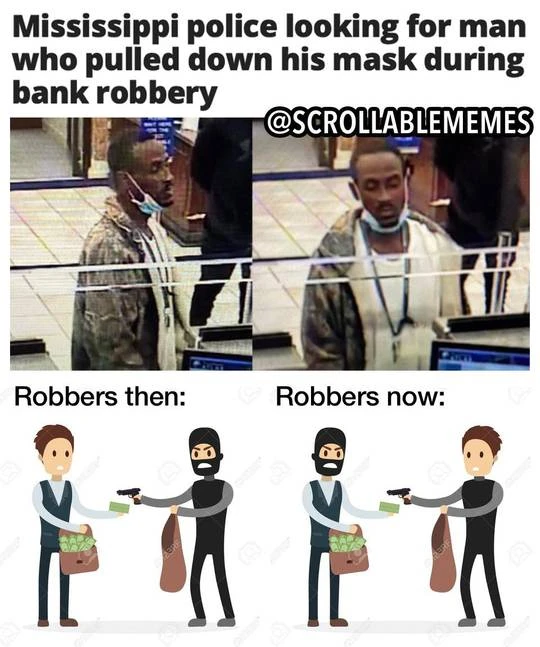 Mississippi police looking for man
who pulled down his mask during
bank robbery
@SCROLLABLEMEMES
Robbers then:
Robbers now: